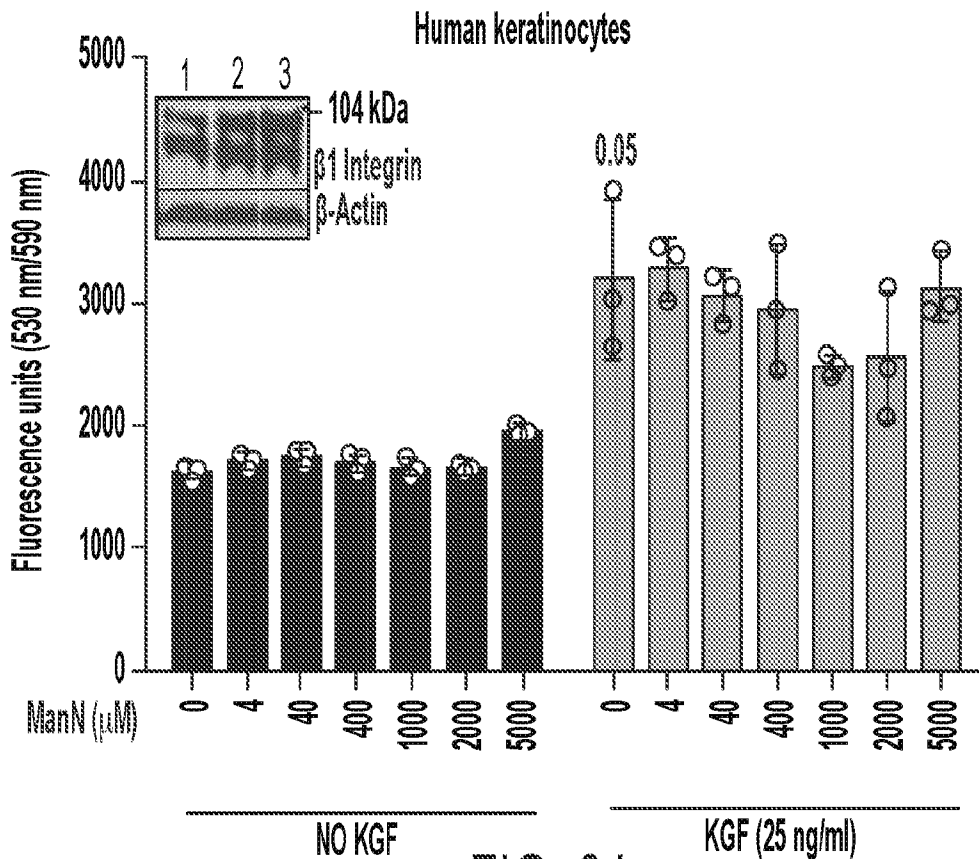 Human keratinocytes
5000
4000
3000
2000
1000
0
Fluorescence units (530 nm/590 nm)
1 2 3
104 kDa
β1 Integrin
β-Actin
0.05
ManN (μM)
0 4 40 400 1000 2000 5000 0 4 40 400 1000 2000 5000
NO KGF KGF (25 ng/ml)